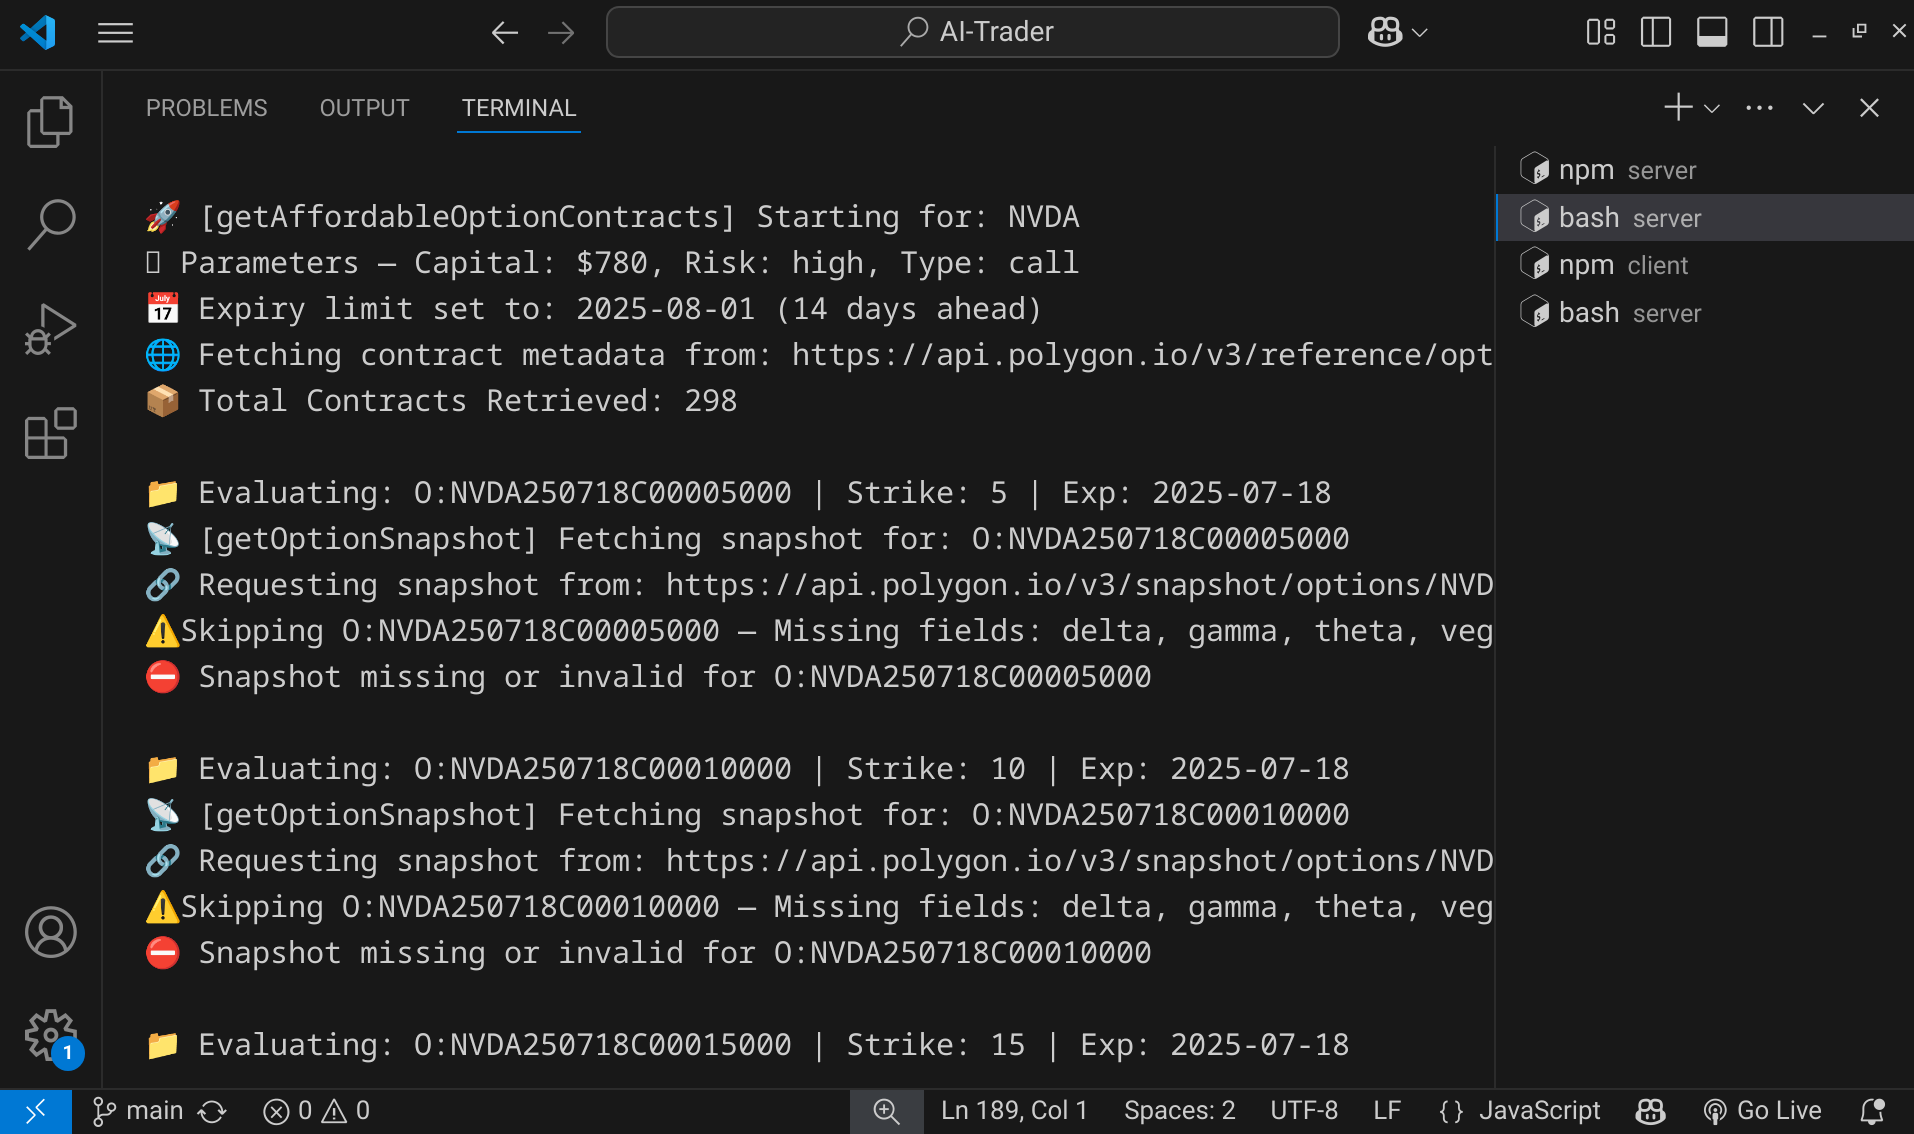 AI-Trader
PROBLEMS OUTPUT TERMINAL
🚀 [getAffordableOptionContracts] Starting for: NVDA
Parameters — Capital: $780, Risk: high, Type: call
📅 Expiry limit set to: 2025-08-01 (14 days ahead)
🌐 Fetching contract metadata from: https://api.polygon.io/v3/reference/opt
📦 Total Contracts Retrieved: 298
📁 Evaluating: O:NVDA250718C00005000 | Strike: 5 | Exp: 2025-07-18
📡 [getOptionSnapshot] Fetching snapshot for: O:NVDA250718C00005000
🔗 Requesting snapshot from: https://api.polygon.io/v3/snapshot/options/NVD
⚠️Skipping O:NVDA250718C00005000 — Missing fields: delta, gamma, theta, veg
⛔ Snapshot missing or invalid for O:NVDA250718C00005000
📁 Evaluating: O:NVDA250718C00010000 | Strike: 10 | Exp: 2025-07-18
📡 [getOptionSnapshot] Fetching snapshot for: O:NVDA250718C00010000
🔗 Requesting snapshot from: https://api.polygon.io/v3/snapshot/options/NVD
⚠️Skipping O:NVDA250718C00010000 — Missing fields: delta, gamma, theta, veg
⛔ Snapshot missing or invalid for O:NVDA250718C00010000
📁 Evaluating: O:NVDA250718C00015000 | Strike: 15 | Exp: 2025-07-18
npm server
bash server
npm client
bash server
1
main 0 0 Ln 189, Col 1 Spaces: 2 UTF-8 LF {} JavaScript Go Live